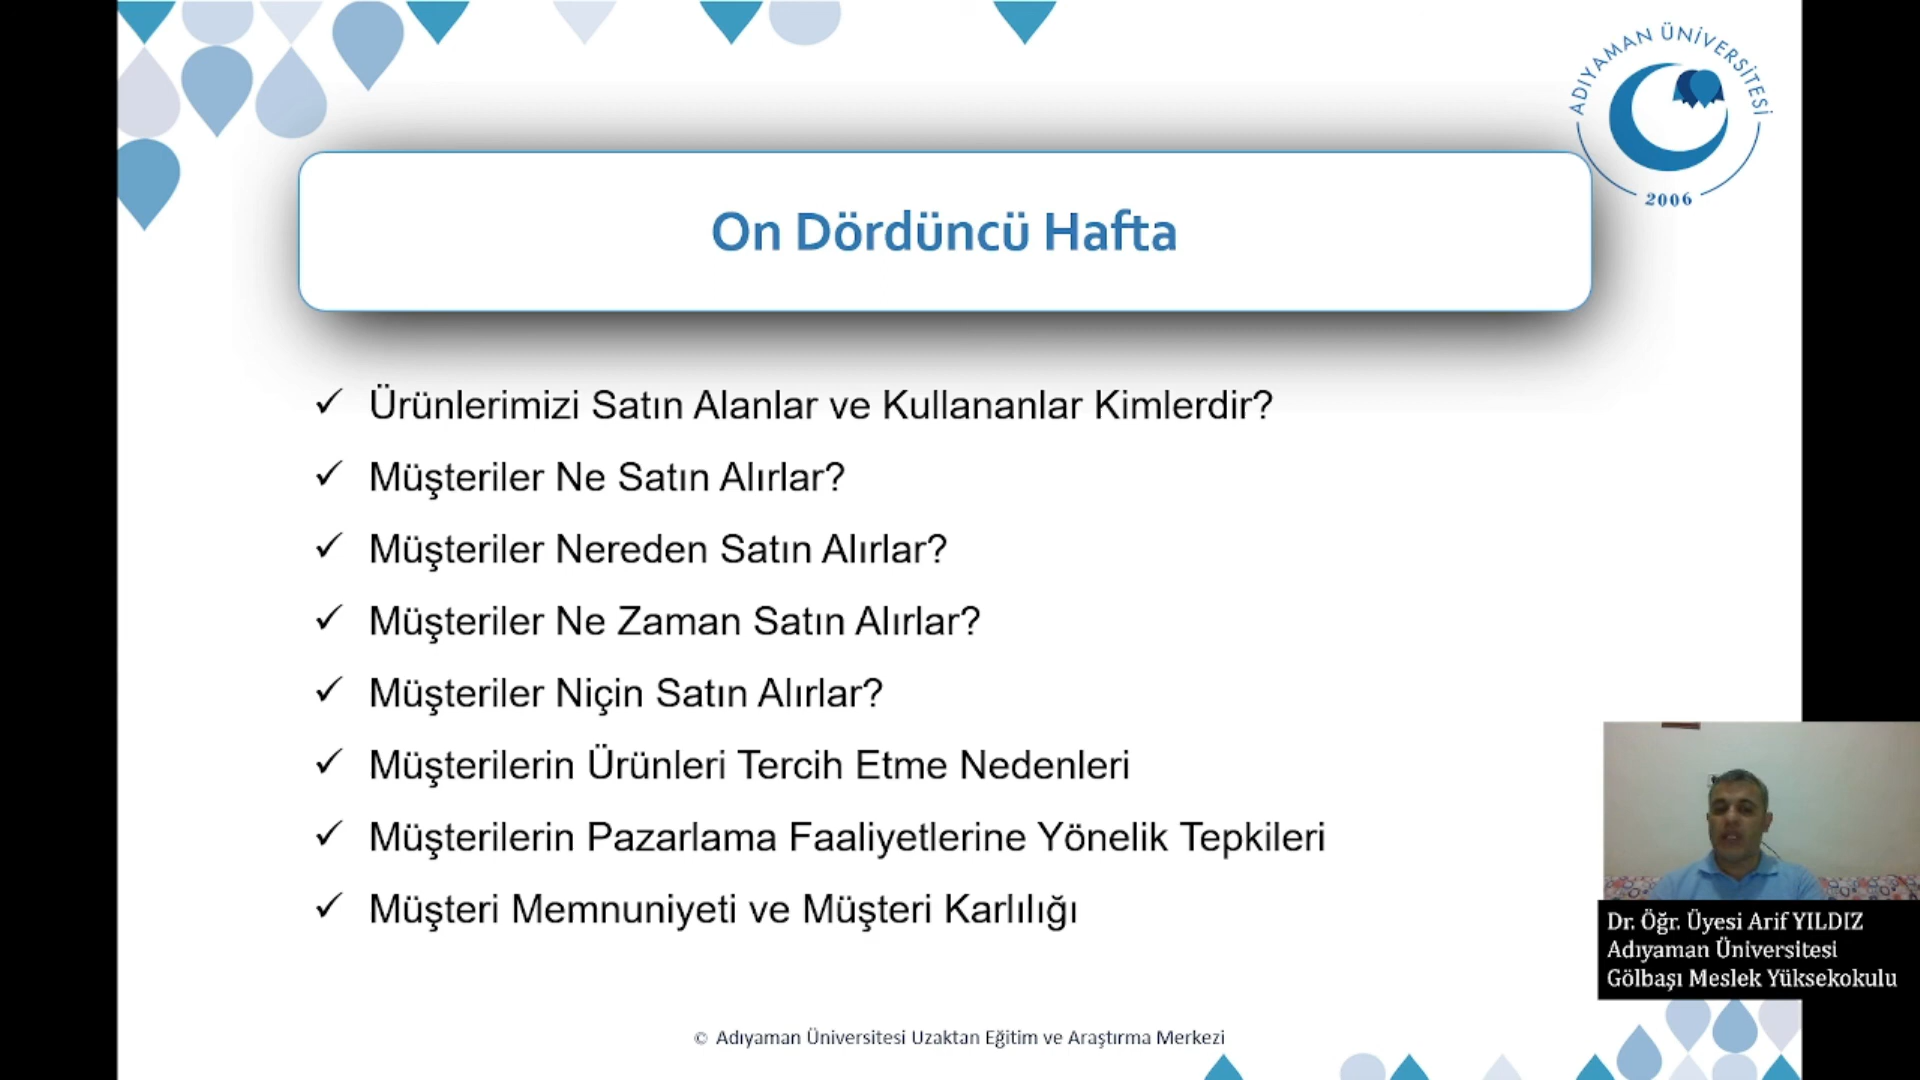 ADIYAMAN ÜNİVERSİTESİ
2006
On Dördüncü Hafta
✓ Ürünlerimizi Satın Alanlar ve Kullananlar Kimlerdir?
✓ Müşteriler Ne Satın Alırlar?
✓ Müşteriler Nereden Satın Alırlar?
✓ Müşteriler Ne Zaman Satın Alırlar?
✓ Müşteriler Niçin Satın Alırlar?
✓ Müşterilerin Ürünleri Tercih Etme Nedenleri
✓ Müşterilerin Pazarlama Faaliyetlerine Yönelik Tepkileri
✓ Müşteri Memnuniyeti ve Müşteri Karlılığı
Dr. Öğr. Üyesi Arif YILDIZ
Adıyaman Üniversitesi
Gölbaşı Meslek Yüksekokulu
© Adıyaman Üniversitesi Uzaktan Eğitim ve Araştırma Merkezi